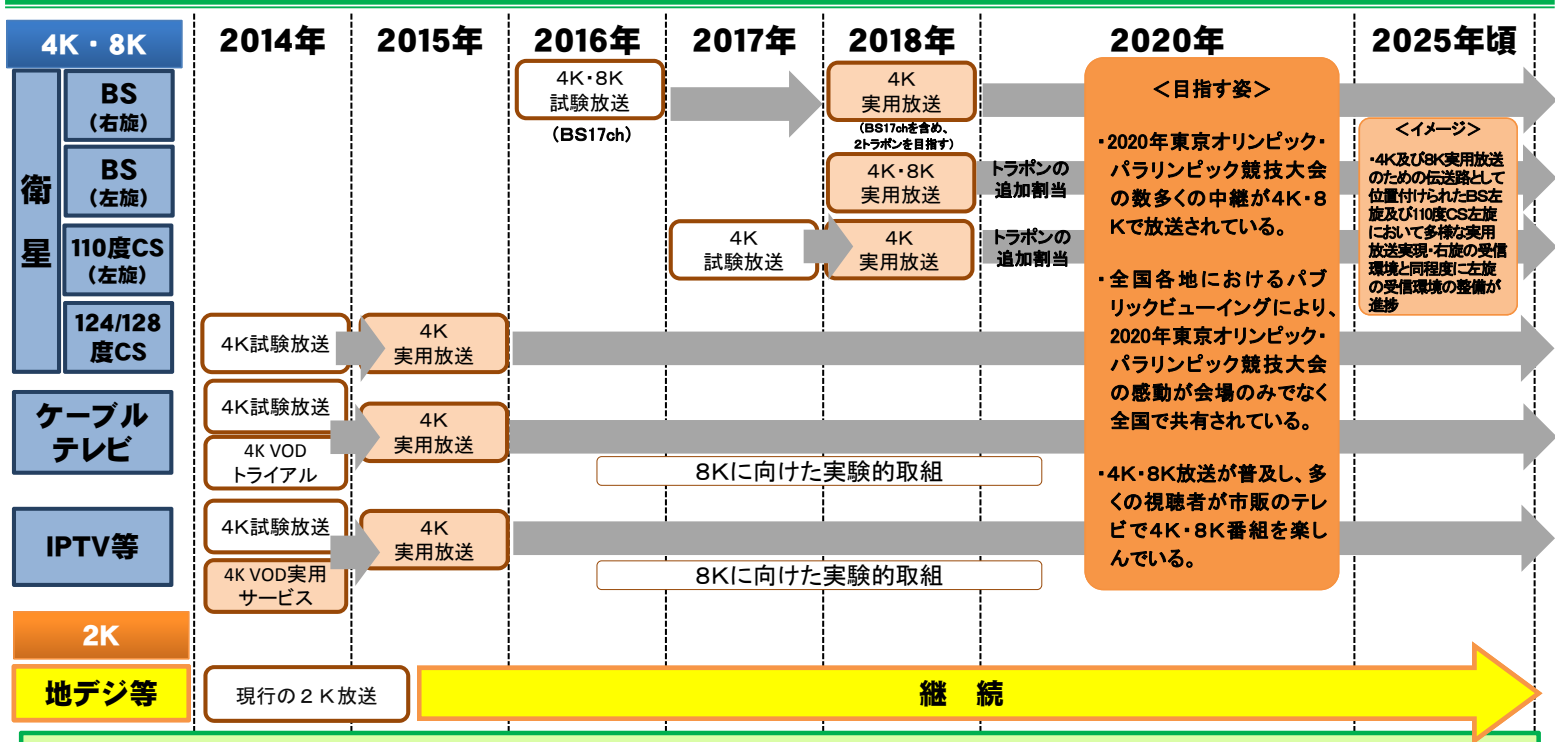 4K・8K
2014年
2015年
2016年
2017年
2018年
2020年
2025年頃
衛星
BS
(右旋)
4K・8K
試験放送
(BS17ch)
4K
実用放送
(BS17chを含め、
2トラポンを目指す)
BS
(左旋)
4K・8K
実用放送
トラポンの
追加割当
110度CS
(左旋)
4K
試験放送
4K
実用放送
トラポンの
追加割当
124/128
度CS
4K試験放送
4K
実用放送
ケーブル
テレビ
4K試験放送
4K VOD
トライアル
4K
実用放送
8Kに向けた実験的取組
IPTV等
4K試験放送
4K VOD実用
サービス
4K
実用放送
8Kに向けた実験的取組
<目指す姿>
・2020年東京オリンピック・
パラリンピック競技大会
の数多くの中継が4K・8
Kで放送されている。
・全国各地におけるパブ
リックビューイングにより、
2020年東京オリンピック・
パラリンピック競技大会
の感動が会場のみでなく
全国で共有されている。
・4K・8K放送が普及し、多
くの視聴者が市販のテレ
ビで4K・8K番組を楽し
んでいる。
<イメージ>
・4K及び8K実用放送
のための伝送路として
位置付けられたBS左
旋及び110度CS左旋
において多様な実用
放送実現・右旋の受信
環境と同程度に左旋
の受信環境の整備が
進捗
2K
地デジ等
現行の2K放送
継 続